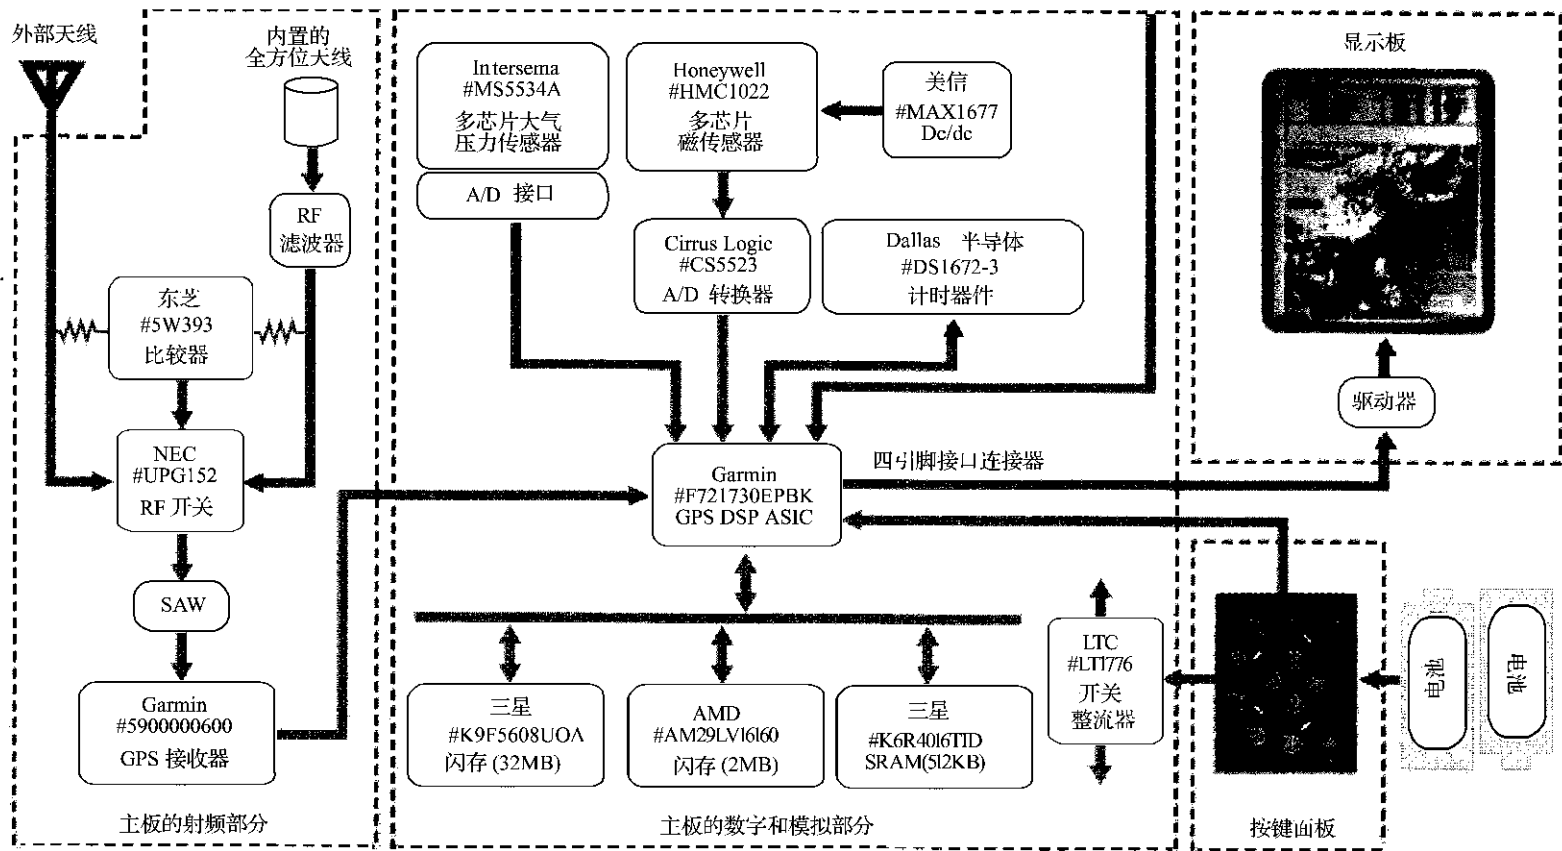 外部天线
内置的
全方位天线
RF
滤波器
东芝
#5W393
比较器
NEC
#UPG152
RF 开关
SAW
Garmin
#5900000600
GPS 接收器
主板的射频部分
Intersema
#MS5534A
多芯片大气
压力传感器
A/D 接口
Honeywell
#HMC1022
多芯片
磁传感器
美信
#MAX1677
Dc/dc
Cirrus Logic
#CS5523
A/D 转换器
Dallas 半导体
#DS1672-3
计时器件
Garmin
#F721730EPBK
GPS DSP ASIC
四引脚接口连接器
三星
#K9F5608UOA
闪存 (32MB)
AMD
#AM29LV16160
闪存 (2MB)
三星
#K6R4016TID
SRAM(512KB)
LTC
#LT1776
开关
整流器
主板的数字和模拟部分
显示板
驱动器
按键面板
电池
电池